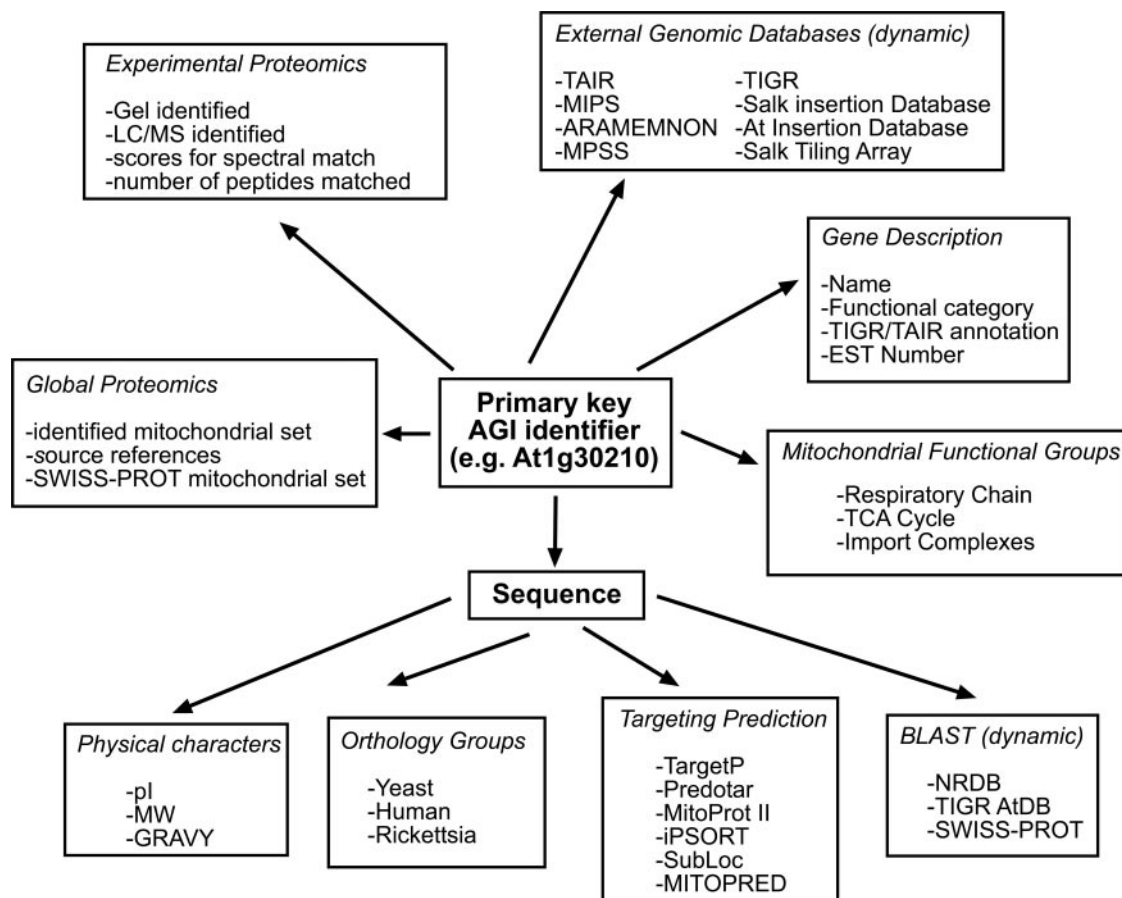 Experimental Proteomics
-Gel identified
-LC/MS identified
-scores for spectral match
-number of peptides matched
External Genomic Databases (dynamic)
-TAIR -TIGR
-MIPS -Salk insertion Database
-ARAMEMNON -At Insertion Database
-MPSS -Salk Tiling Array
Gene Description
-Name
-Functional category
-TIGR/TAIR annotation
-EST Number
Global Proteomics
-identified mitochondrial set
-source references
-SWISS-PROT mitochondrial set
Primary key
AGI identifier
(e.g. At1g30210)
Mitochondrial Functional Groups
-Respiratory Chain
-TCA Cycle
-Import Complexes
Sequence
Physical characters
-pI
-MW
-GRAVY
Orthology Groups
-Yeast
-Human
-Rickettsia
Targeting Prediction
-TargetP
-Predotar
-MitoProt II
-iPSORT
-SubLoc
-MITOPRED
BLAST (dynamic)
-NRDB
-TIGR AtDB
-SWISS-PROT